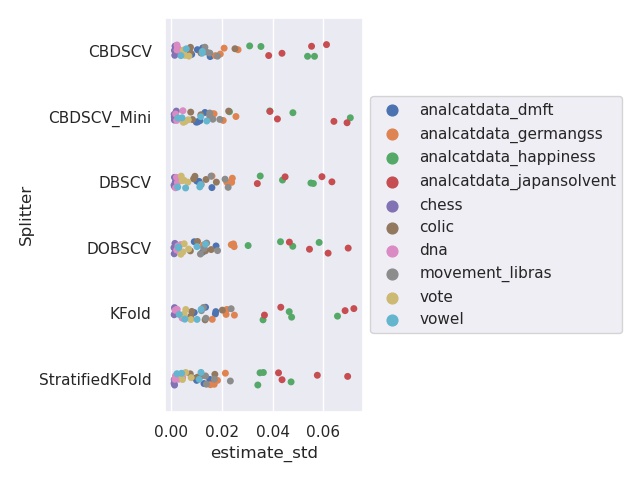 CBDSCV
CBDSCV_Mini
DBSCV
DOBSCV
KFold
StratifiedKFold
Splitter
0.00 0.02 0.04 0.06
estimate_std
analcatdata_dmft
analcatdata_germangss
analcatdata_happiness
analcatdata_japansolvent
chess
colic
dna
movement_libras
vote
vowel